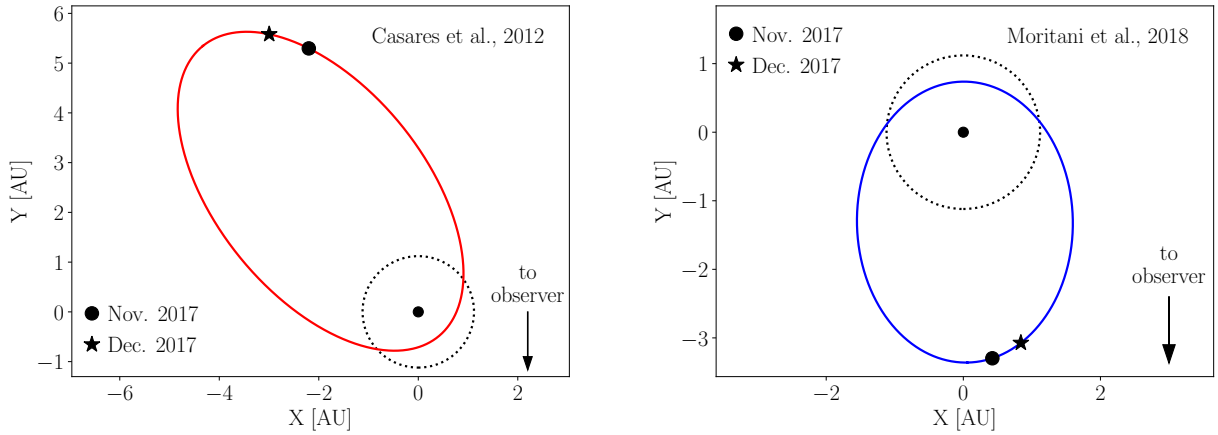 Casares et al., 2012
Y [AU]
6
5
4
3
2
1
0
−1
to
observer
Nov. 2017
Dec. 2017
−6
−4
−2
0
2
X [AU]
Nov. 2017
Dec. 2017
Moritani et al., 2018
Y [AU]
1
0
−1
−2
−3
to
observer
−2
0
2
X [AU]